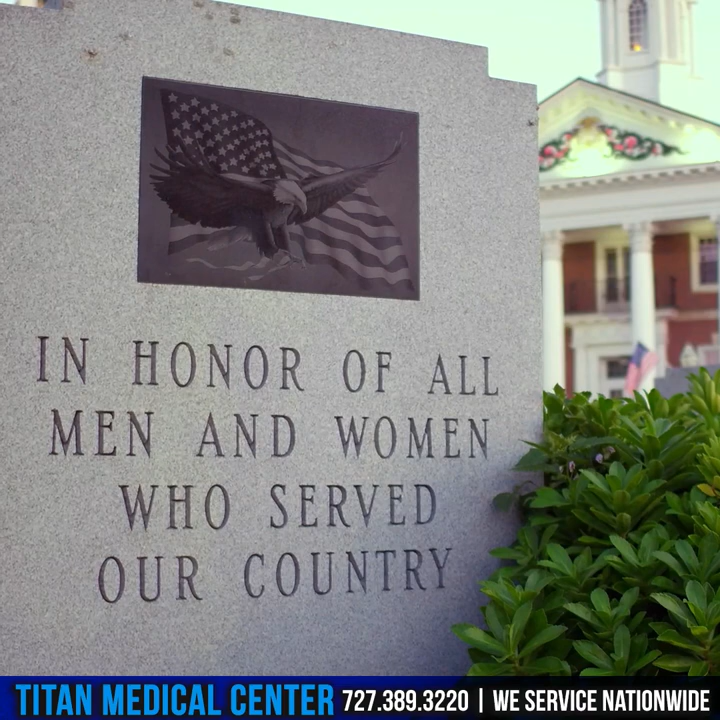 IN HONOR OF ALL
MEN AND WOMEN
WHO SERVED
OUR COUNTRY
TITAN MEDICAL CENTER 727.389.3220 | WE SERVICE NATIONWIDE